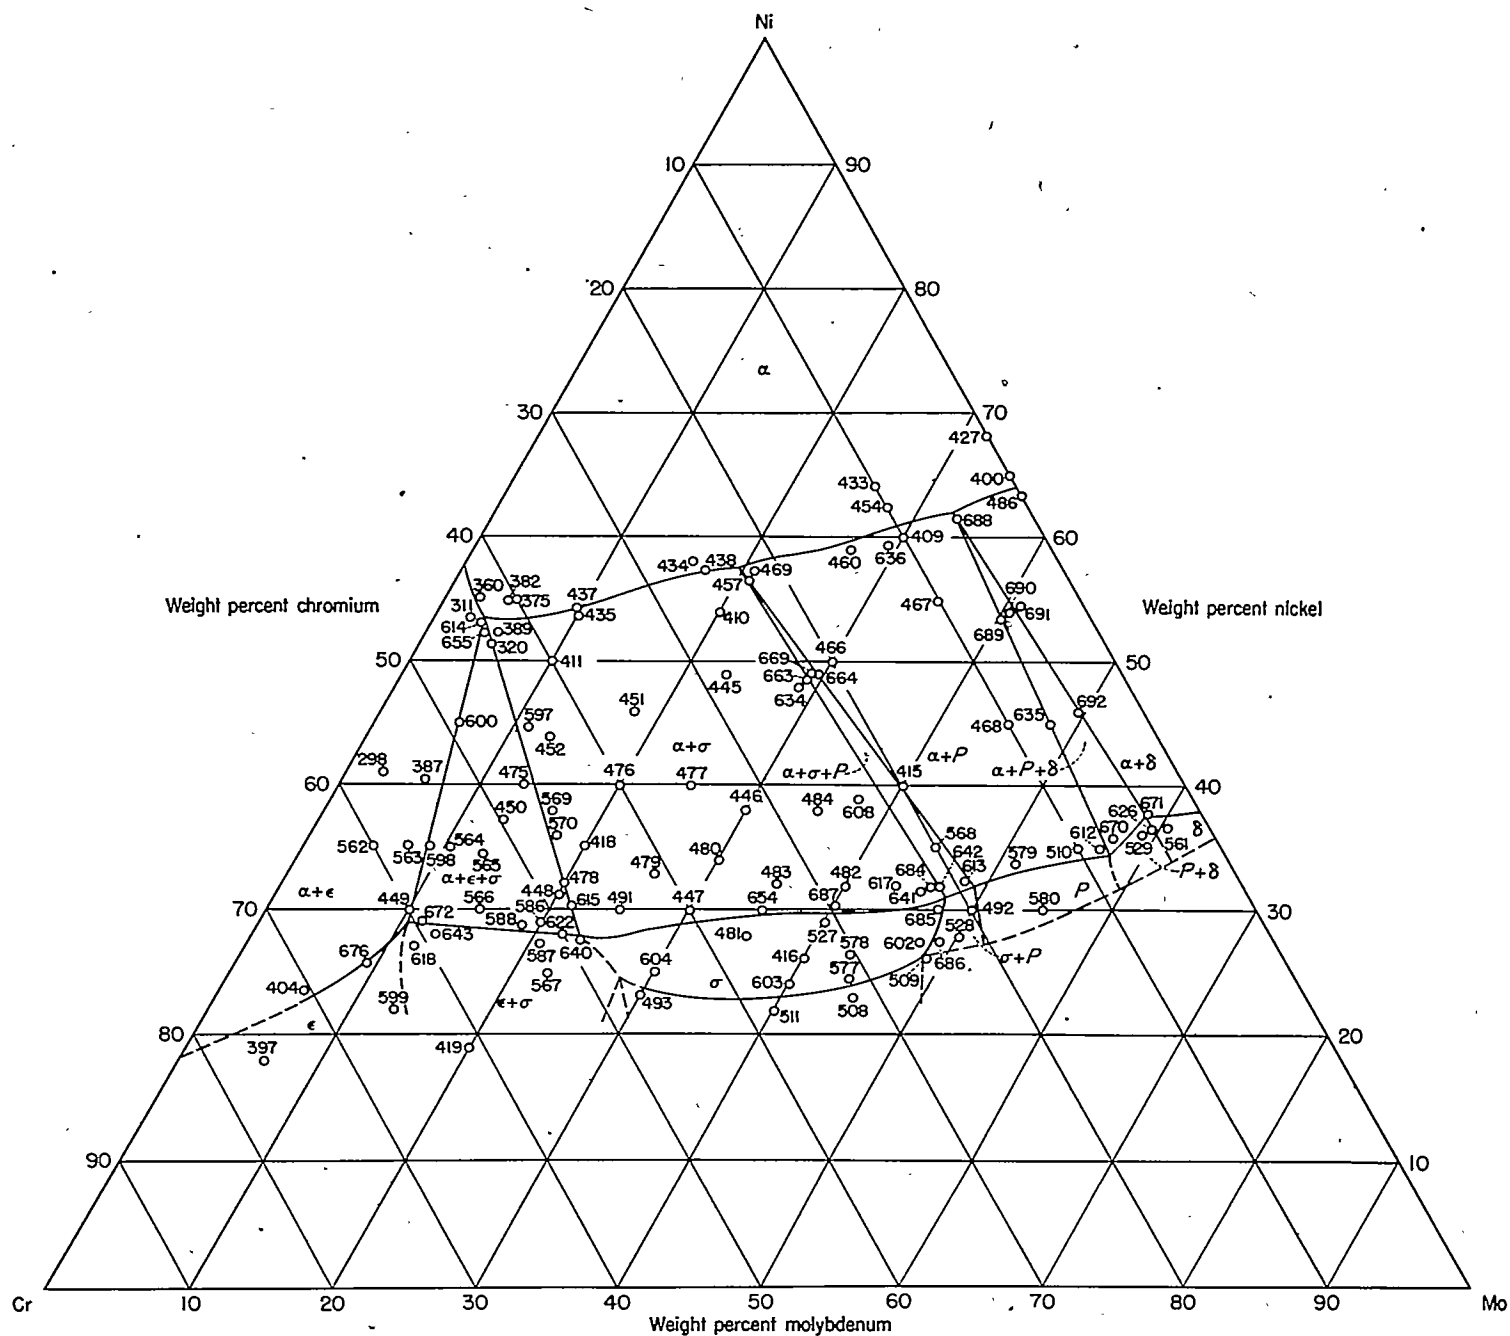 Ni
10 90
20 80
α
30 70
427
433 400
454 486
688
40 409 60
434 438 469 460 636
360 382 457
311 375 437 467 690
Weight percent chromium Weight percent nickel
614 389 435 410 689 691
655 320
50 411 669 466 50
663 664
445 634
451 692
600 597 468 635
452
298 387 α+σ α+σ+P α+P α+P+δ α+δ
60 475 476 477 415 40
450 569 446 484 608 626 671
570 612 670 δ
562 563 598 564 418 568 510 529 561
565 479 480 642 579
α+ε α+ε+σ 478 483 482 617 684 613 P+δ
449 448 P
70 566 586 615 491 447 654 687 641 492 580 30
672 588 622 685 528
676 643 481 527 578 602
618 587 640 604 416 577 686 σ+P
404 567 σ 603 509
599 ε+σ 493 508
ε 511
80 20
397 419
90 10
Cr 10 20 30 40 50 60 70 80 90 Mo
Weight percent molybdenum